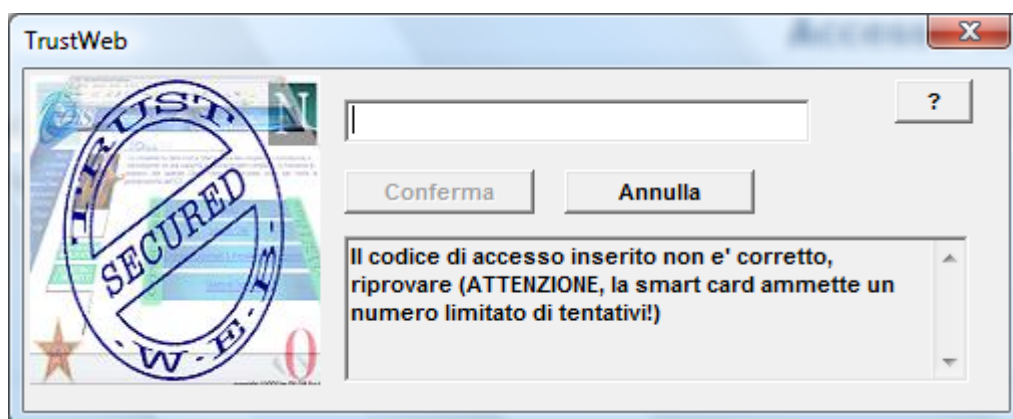 TrustWeb
Access
TRUST
N
SECURED
- W · E · B -
O
?
Conferma
Annulla
Il codice di accesso inserito non e' corretto,
riprovare (ATTENZIONE, la smart card ammette un
numero limitato di tentativi!)